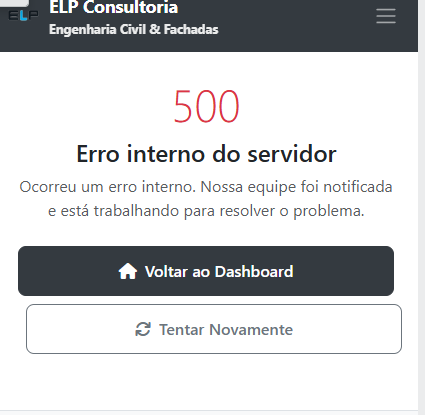 ELP
ELP Consultoria
Engenharia Civil & Fachadas
500
Erro interno do servidor
Ocorreu um erro interno. Nossa equipe foi notificada
e está trabalhando para resolver o problema.
Voltar ao Dashboard
Tentar Novamente